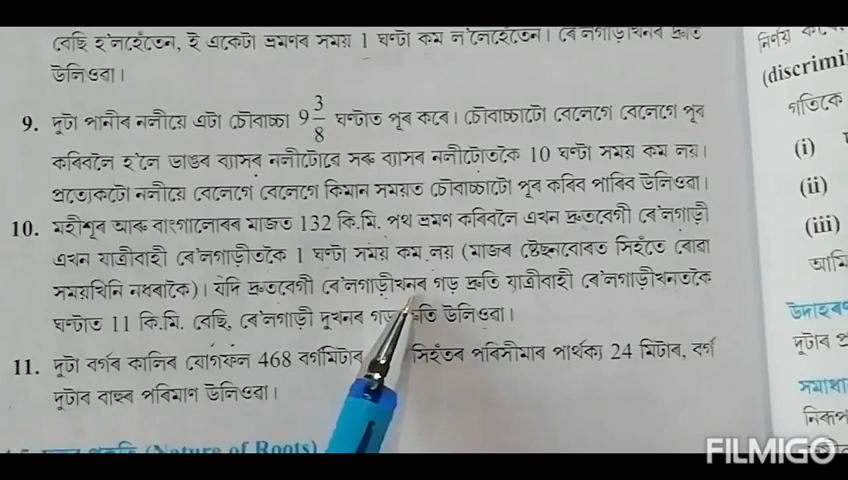 বেছি হ'লহেঁতেন, ই একেটা ভ্ৰমণৰ সময় 1 ঘণ্টা কম ল'লেহেঁতেন। ৰে'লগাড়ীখনৰ দ্ৰুতি
উলিওৱা।
9. দুটা পানীৰ নলীয়ে এটা চৌবাচ্চা 9 3/8 ঘণ্টাত পূৰ কৰে। চৌবাচ্চাটো বেলেগে বেলেগে পূৰ
কৰিবলৈ হ'লে ডাঙৰ ব্যাসৰ নলীটোৱে সৰু ব্যাসৰ নলীটোতকৈ 10 ঘণ্টা সময় কম লয়।
প্ৰত্যেকটো নলীয়ে বেলেগে বেলেগে কিমান সময়ত চৌবাচ্চাটো পূৰ কৰিব পাৰিব উলিওৱা।
10. মহীশূৰ আৰু বাংগালোৰৰ মাজত 132 কি.মি. পথ ভ্ৰমণ কৰিবলৈ এখন দ্ৰুতবেগী ৰে'লগাড়ী
এখন যাত্ৰীবাহী ৰে'লগাড়ীতকৈ 1 ঘণ্টা সময় কম লয় (মাজৰ ষ্টেছনবোৰত সিহঁতে ৰোৱা
সময়খিনি নধৰাকৈ)। যদি দ্ৰুতবেগী ৰে'লগাড়ীখনৰ গড় দ্ৰুতি যাত্ৰীবাহী ৰে'লগাড়ীখনতকৈ
ঘণ্টাত 11 কি.মি. বেছি, ৰে'লগাড়ী দুখনৰ গড় উলিওৱা।
11. দুটা বৰ্গৰ কালিৰ যোগফল 468 বৰ্গমিটাৰ সিহঁতৰ পৰিসীমাৰ পাৰ্থক্য 24 মিটাৰ, বৰ্গ
দুটাৰ বাহুৰ পৰিমাণ উলিওৱা।
(Nature of Roots)
নিৰ্ণয়
(discrimi
গতিকে
(i)
(ii)
(iii)
আমি
উদাহৰণ
দুটাৰ
সমাধা
নিৰূপ
FILMIGO